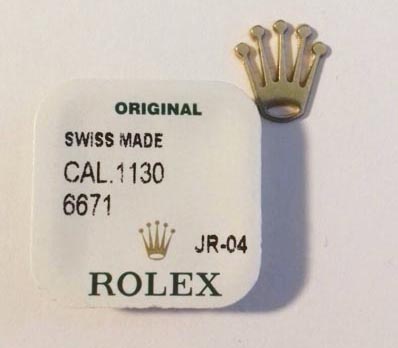 ORIGINAL
SWISS MADE
CAL.1130
6671
JR-04
ROLEX